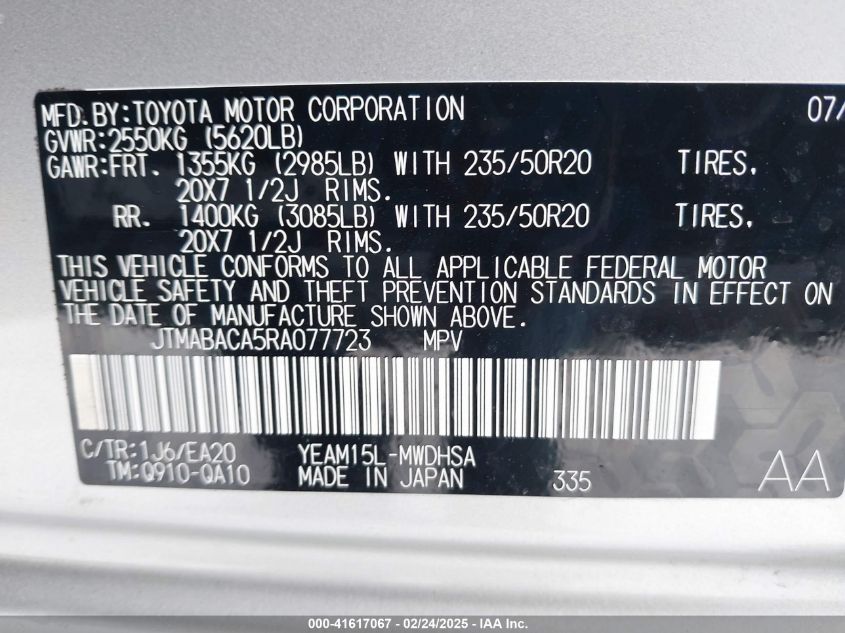 MFD.BY:TOYOTA MOTOR CORPORATION 07/
GVWR:2550KG (5620LB)
GAWR:FRT. 1355KG (2985LB) WITH 235/50R20 TIRES,
20X7 1/2J RIMS.
RR. 1400KG (3085LB) WITH 235/50R20 TIRES,
20X7 1/2J RIMS.
THIS VEHICLE CONFORMS TO ALL APPLICABLE FEDERAL MOTOR
VEHICLE SAFETY AND THEFT PREVENTION STANDARDS IN EFFECT ON
THE DATE OF MANUFACTURE SHOWN ABOVE.
JTMABACA5RA077723 MPV
C/TR:1J6/EA20 YEAM15L-MWDHSA
TM:Q910-QA10 MADE IN JAPAN 335 AA
000-41617067 - 02/24/2025 - IAA Inc.